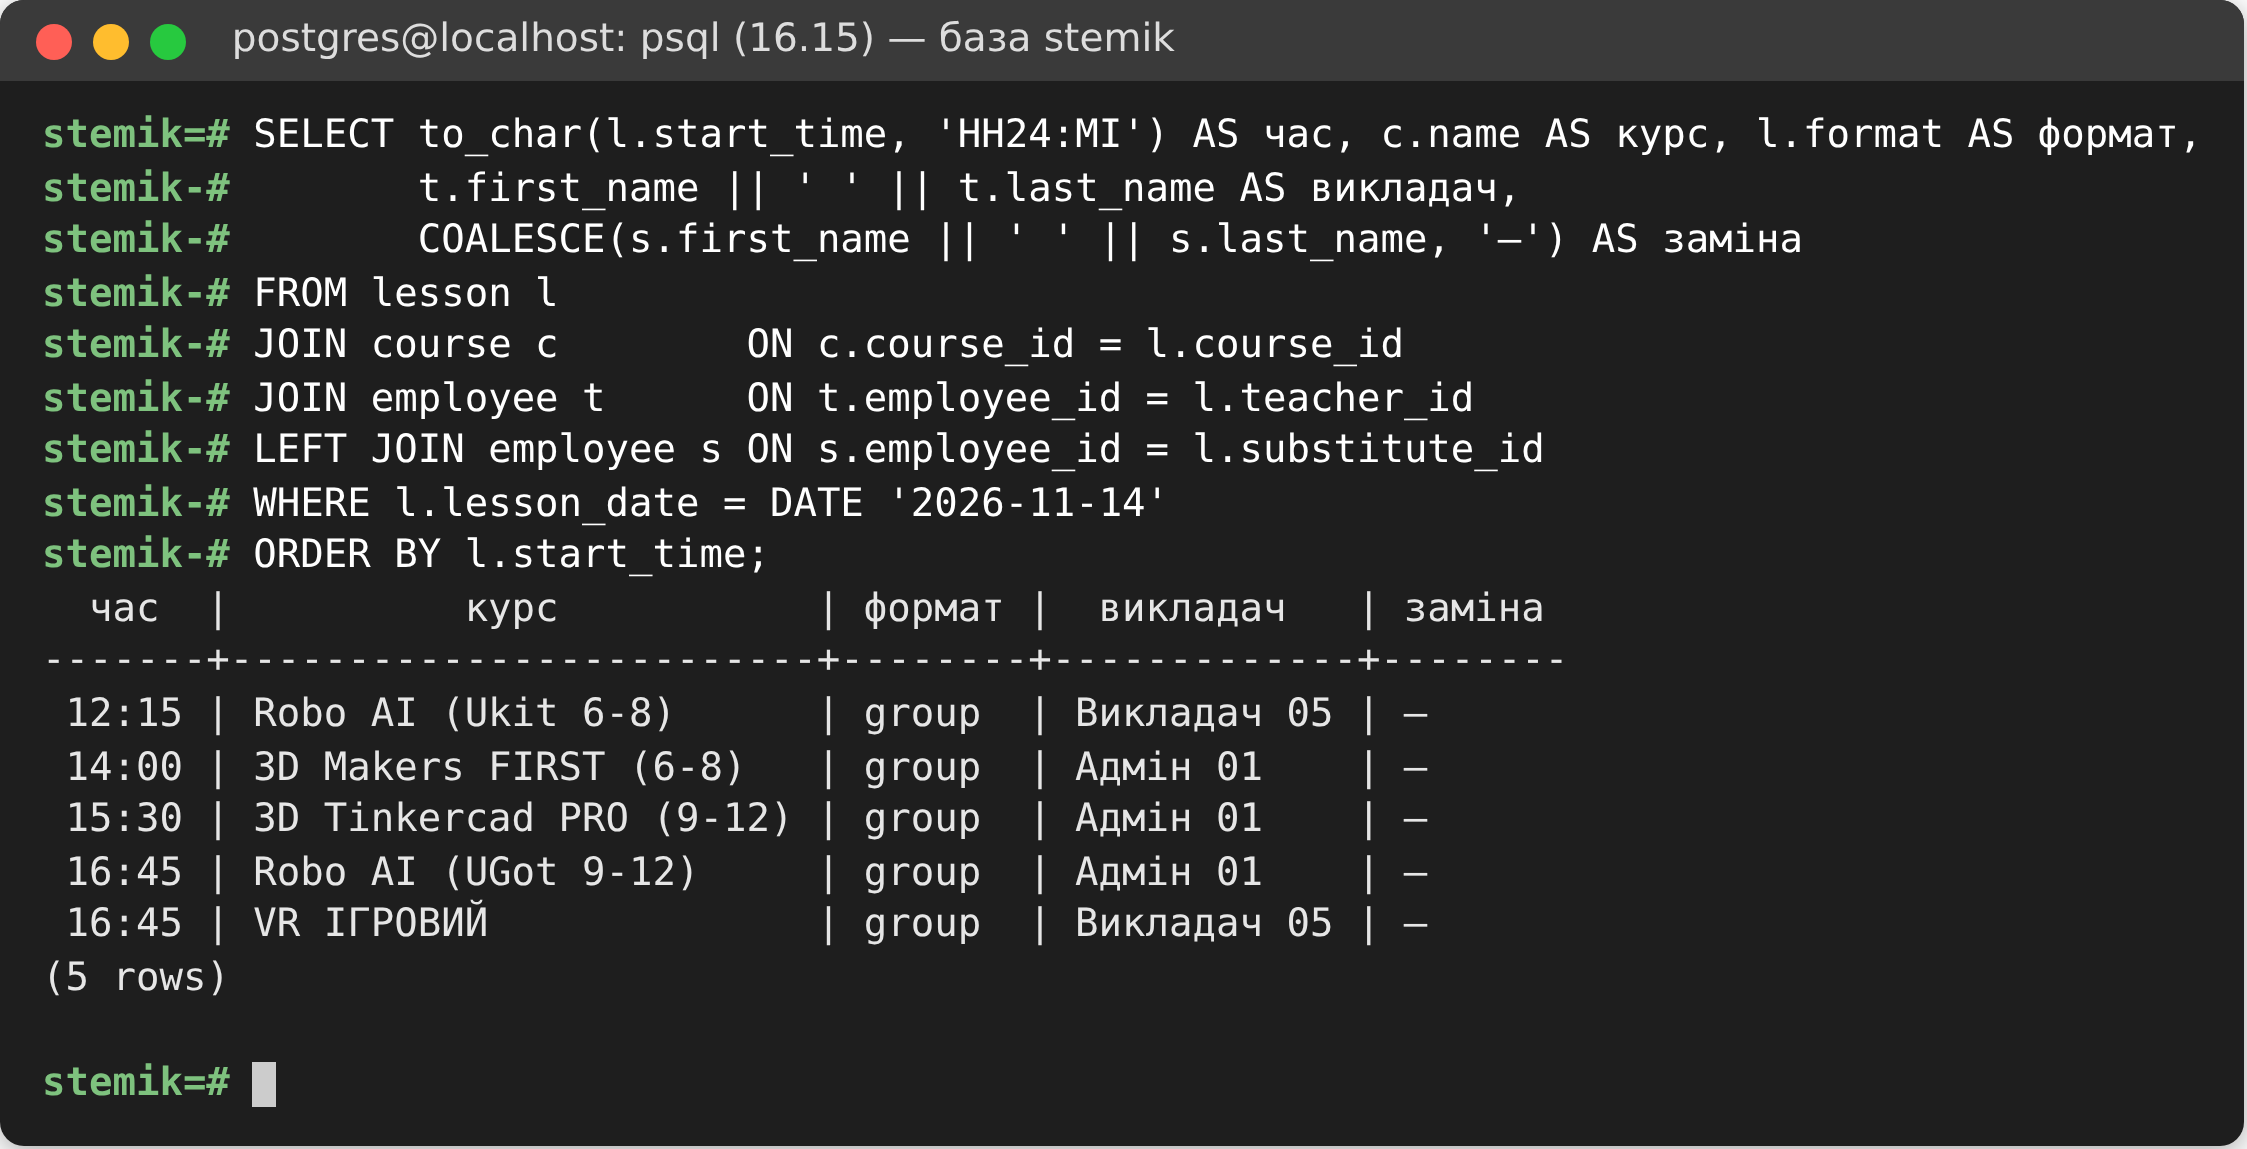 postgres@localhost: psql (16.15) — база stemik
stemik=# SELECT to_char(l.start_time, 'HH24:MI') AS час, c.name AS курс, l.format AS формат,
stemik-#        t.first_name || ' ' || t.last_name AS викладач,
stemik-#        COALESCE(s.first_name || ' ' || s.last_name, '—') AS заміна
stemik-# FROM lesson l
stemik-# JOIN course c        ON c.course_id = l.course_id
stemik-# JOIN employee t      ON t.employee_id = l.teacher_id
stemik-# LEFT JOIN employee s ON s.employee_id = l.substitute_id
stemik-# WHERE l.lesson_date = DATE '2026-11-14'
stemik-# ORDER BY l.start_time;
  час  |          курс           | формат |  викладач   | заміна
-------+-------------------------+--------+-------------+--------
 12:15 | Robo AI (Ukit 6-8)      | group  | Викладач 05 | —
 14:00 | 3D Makers FIRST (6-8)   | group  | Адмін 01    | —
 15:30 | 3D Tinkercad PRO (9-12) | group  | Адмін 01    | —
 16:45 | Robo AI (UGot 9-12)     | group  | Адмін 01    | —
 16:45 | VR ІГРОВИЙ              | group  | Викладач 05 | —
(5 rows)
stemik=#